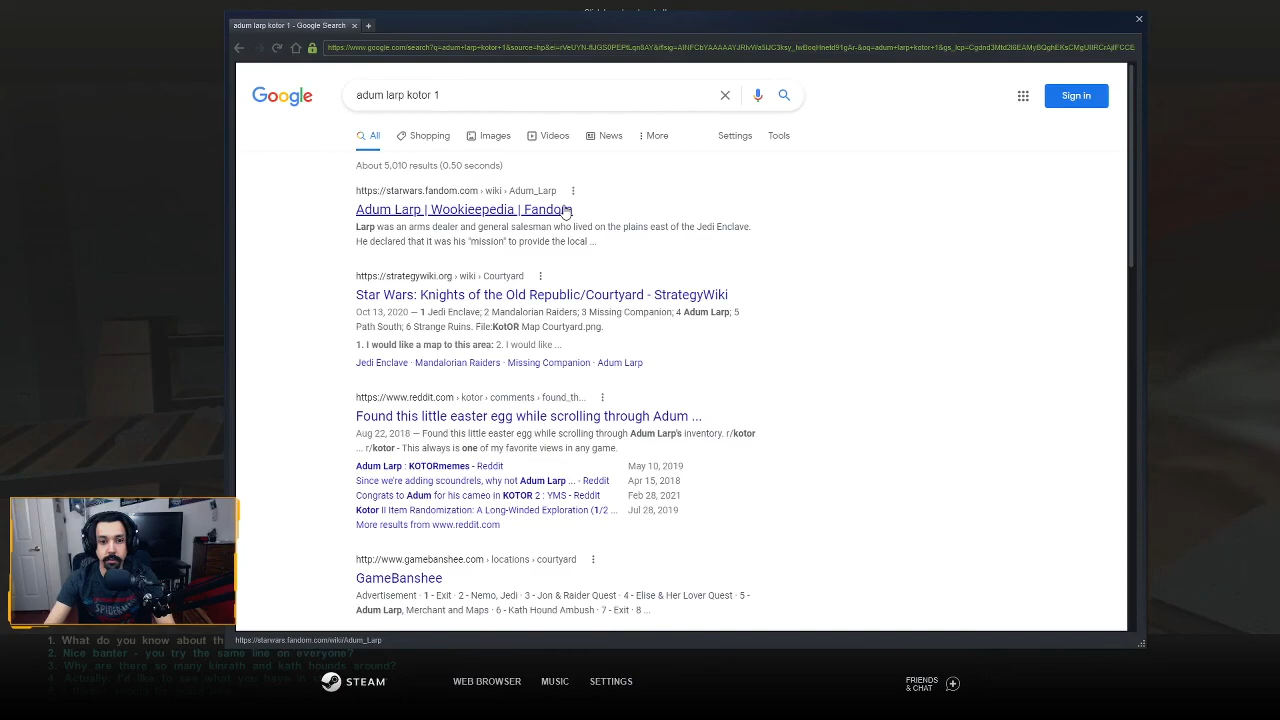 adum larp kotor 1 - Google Search
adum larp kotor 1
Google
Sign in
All
Shopping
Images
Videos
News
More
Settings
Tools
About 5,010 results (0.50 seconds)
https://starwars.fandom.com › wiki › Adum_Larp
Adum Larp | Wookieepedia | Fandom
Larp was an arms dealer and general salesman who lived on the plains east of the Jedi Enclave.
He declared that it was his "mission" to provide the local ...
https://strategywiki.org › wiki › Courtyard
Star Wars: Knights of the Old Republic/Courtyard - StrategyWiki
Oct 13, 2020 — 1 Jedi Enclave; 2 Mandalorian Raiders; 3 Missing Companion; 4 Adum Larp; 5
Path South; 6 Strange Ruins. File:KotOR Map Courtyard.png.
1. I would like a map to this area: 2. I would like ...
Jedi Enclave · Mandalorian Raiders · Missing Companion · Adum Larp
https://www.reddit.com › kotor › comments › found_th...
Found this little easter egg while scrolling through Adum ...
Aug 22, 2018 — Found this little easter egg while scrolling through Adum Larp's inventory. r/kotor
... r/kotor - This always is one of my favorite views in any game.
Adum Larp : KOTORmemes - Reddit May 10, 2019
Since we're adding scoundrels, why not Adum Larp ... - Reddit Apr 15, 2018
Congrats to Adum for his cameo in KOTOR 2 : YMS - Reddit Feb 28, 2021
Kotor II Item Randomization: A Long-Winded Exploration (1/2 ... Jul 28, 2019
More results from www.reddit.com
http://www.gamebanshee.com › locations › courtyard
GameBanshee
Advertisement · 1 - Exit · 2 - Nemo, Jedi · 3 - Jon & Raider Quest · 4 - Elise & Her Lover Quest · 5 -
Adum Larp, Merchant and Maps · 6 - Kath Hound Ambush · 7 - Exit · 8 ...
https://starwars.fandom.com/wiki/Adum_Larp
1. What do you know about th
2. Nice banter - you try the same line on everyone?
3. Why are there so many kinrath and kath hounds around?
4. Actually, I'd like to see what you have in
STEAM
WEB BROWSER
MUSIC
SETTINGS
FRIENDS
& CHAT